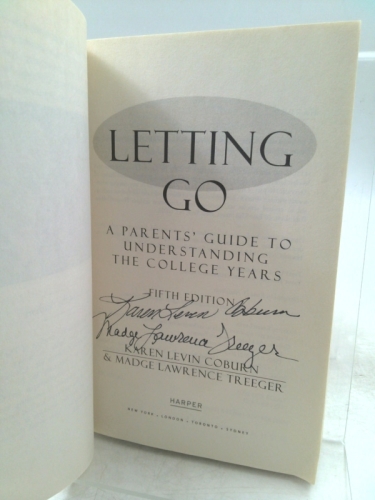 LETTING
GO
A PARENTS' GUIDE TO
UNDERSTANDING
THE COLLEGE YEARS
FIFTH EDITION
Karen Levin Coburn
Madge Lawrence Treeger
KAREN LEVIN COBURN
& MADGE LAWRENCE TREEGER
HARPER
NEW YORK • LONDON • TORONTO • SYDNEY